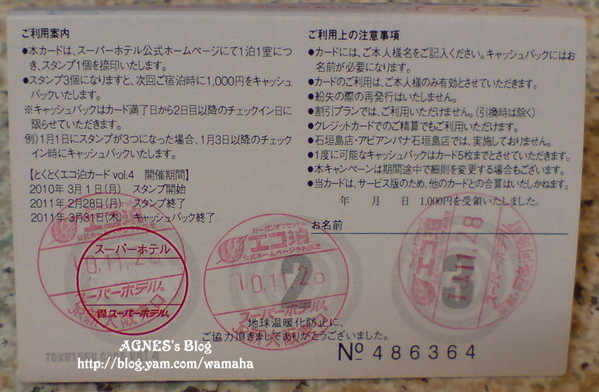 ご利用案内
●本カードは、スーパーホテル公式ホームページにて1泊1室につ
き、スタンプ1個を捺印いたします。
●スタンプ3個になりますと、次回ご宿泊時に1,000円をキャッシュ
バックいたします。
※キャッシュバックはカード満了日から2日目以降のチェックイン日に
限らせていただきます。
例)1月1日にスタンプが3つになった場合、1月3日以降のチェック
イン時にキャッシュバックいたします。
【とくとくエコ泊カード vol.4 開催期間】
2010年 3月 1日(月) スタンプ開始
2011年 2月28日(月) スタンプ終了
2011年 3月31日(木) キャッシュバック終了
ご利用上の注意事項
●カードには、ご本人様名をご記入ください。キャッシュバックにはお
名前が必要になります。
●カードのご利用は、ご本人様のみ有効とさせていただきます。
●紛失の際の再発行はいたしません。
●割引プランでは、ご利用いただけません。(引換時は除く)
●クレジットカードでのご精算でもご利用いただけます。
●石垣島店・アビアンパナ石垣島店では、実施しておりません。
●1度に可能なキャッシュバックはカード5枚までとさせていただきます。
●本キャンペーンは期間途中で細則を変更する場合もございます。
●当カードは、サービス版のため、他のカードとの合算はいたしかねます。
年 月 日 1,000円を受領いたしました。
お名前
スーパーホテル
スーパーホテル
エコ泊
スーパーホテル
2
3
地球温暖化防止に、
ご協力頂きましてありがとうございました。
No 486364
AGNES's Blog
http://blog.yam.com/wamaha